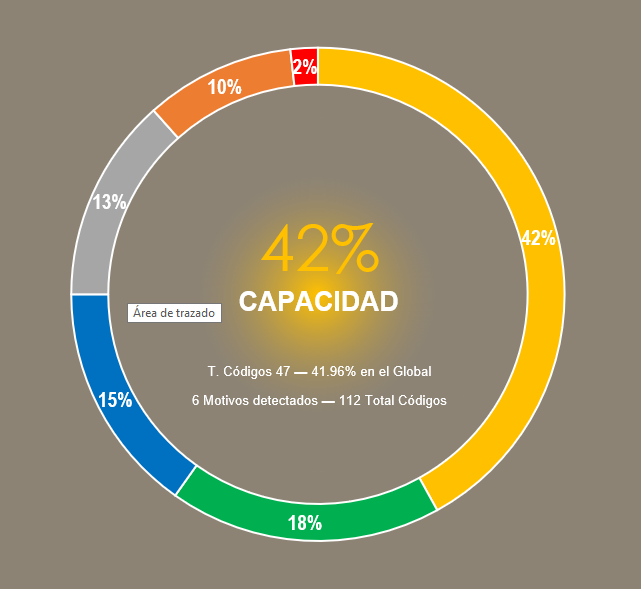 2%
10%
13%
42%
42%
CAPACIDAD
Área de trazado
T. Códigos 47 — 41.96% en el Global
6 Motivos detectados — 112 Total Códigos
15%
18%